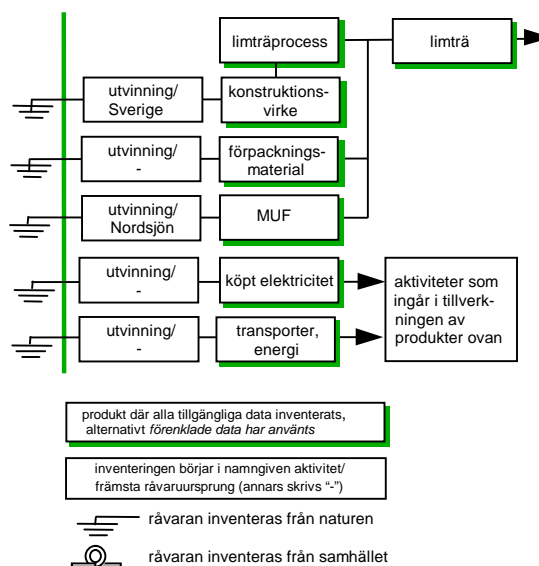 limträprocess
limträ
utvinning/
Sverige
konstruktions-
virke
utvinning/
-
förpacknings-
material
utvinning/
Nordsjön
MUF
utvinning/
-
köpt elektricitet
utvinning/
-
transporter,
energi
aktiviteter som
ingår i tillverk-
ningen av
produkter ovan
produkt där alla tillgängliga data inventerats,
alternativt förenklade data har använts
inventeringen börjar i namngiven aktivitet/
främsta råvaruursprung (annars skrivs “-”)
råvaran inventeras från naturen
råvaran inventeras från samhället